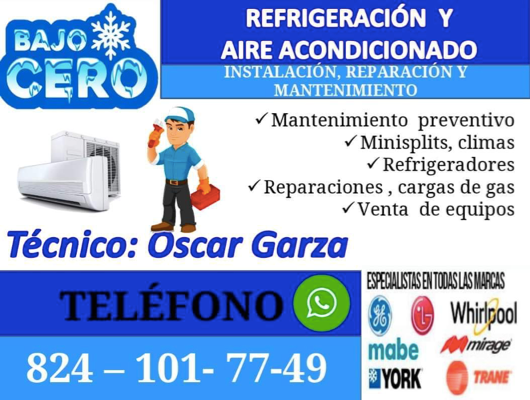 BAJO
CERO
REFRIGERACIÓN Y
AIRE ACONDICIONADO
INSTALACIÓN, REPARACIÓN Y
MANTENIMIENTO
✓Mantenimiento preventivo
✓Minisplits, climas
✓Refrigeradores
✓Reparaciones , cargas de gas
✓Venta de equipos
Técnico: Oscar Garza
TELÉFONO
824 – 101- 77-49
ESPECIALISTAS EN TODAS LAS MARCAS
GE
LG
Whirlpool
mabe
mirage
YORK
TRANE